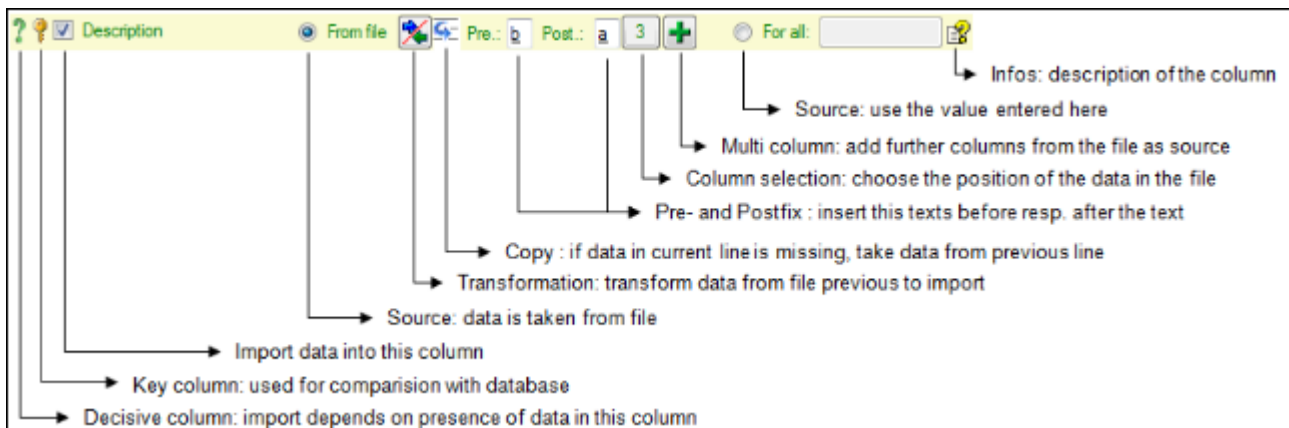 ? Description From file Pre.: b Post.: a 3 For all:
Infos: description of the column
Source: use the value entered here
Multi column: add further columns from the file as source
Column selection: choose the position of the data in the file
Pre- and Postfix : insert this texts before resp. after the text
Copy : if data in current line is missing, take data from previous line
Transformation: transform data from file previous to import
Source: data is taken from file
Import data into this column
Key column: used for comparision with database
Decisive column: import depends on presence of data in this column